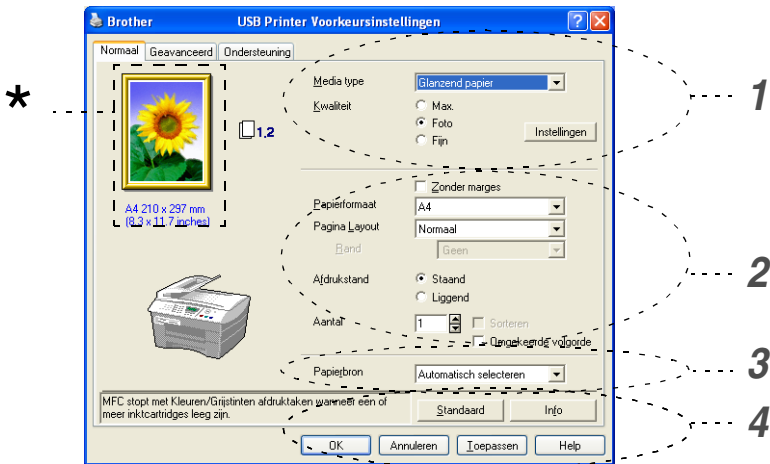 Brother USB Printer Voorkeursinstellingen
Normaal Geavanceerd Ondersteuning
*
1.2
A4 210 x 297 mm
(8.3 x 11.7 inches)
Media type Glanzend papier
Kwaliteit Max.
Foto
Fijn
Instellingen
1
Zonder marges
Papierformaat A4
Pagina Layout Normaal
Rand Geen
Afdrukstand Staand
Liggend
Aantal 1 Sorteren
Omgekeerde volgorde
2
Papierbron Automatisch selecteren
3
MFC stopt met Kleuren/Grijstinten afdruktaken wanneer een of
meer inktcartridges leeg zijn.
Standaard Info
4
OK Annuleren Toepassen Help